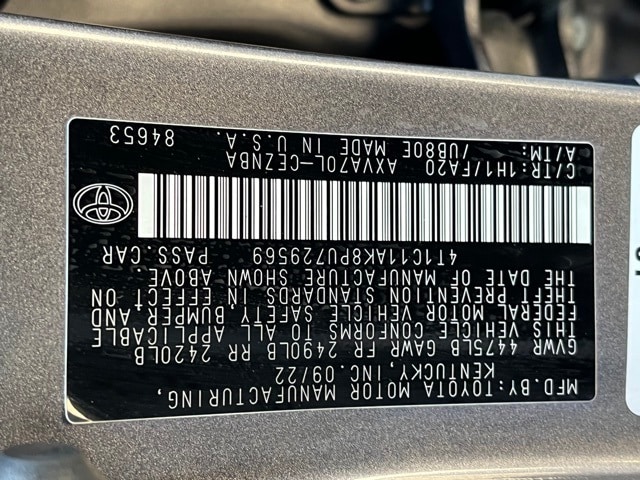 MFD. BY: TOYOTA MOTOR MANUFACTURING,
KENTUCKY, INC. 09/22
GVWR 4475LB GAWR FR 2490LB RR 2420LB
THIS VEHICLE CONFORMS TO ALL APPLICABLE
FEDERAL MOTOR VEHICLE SAFETY, BUMPER, AND
THEFT PREVENTION STANDARDS IN EFFECT ON
THE DATE OF MANUFACTURE SHOWN ABOVE.
4T1C11AK8PU729569 PASS. CAR
C/TR: 1H1/FA20 AXVA70L-CEZNBA
A/TM: /UB80E MADE IN U.S.A. 84653